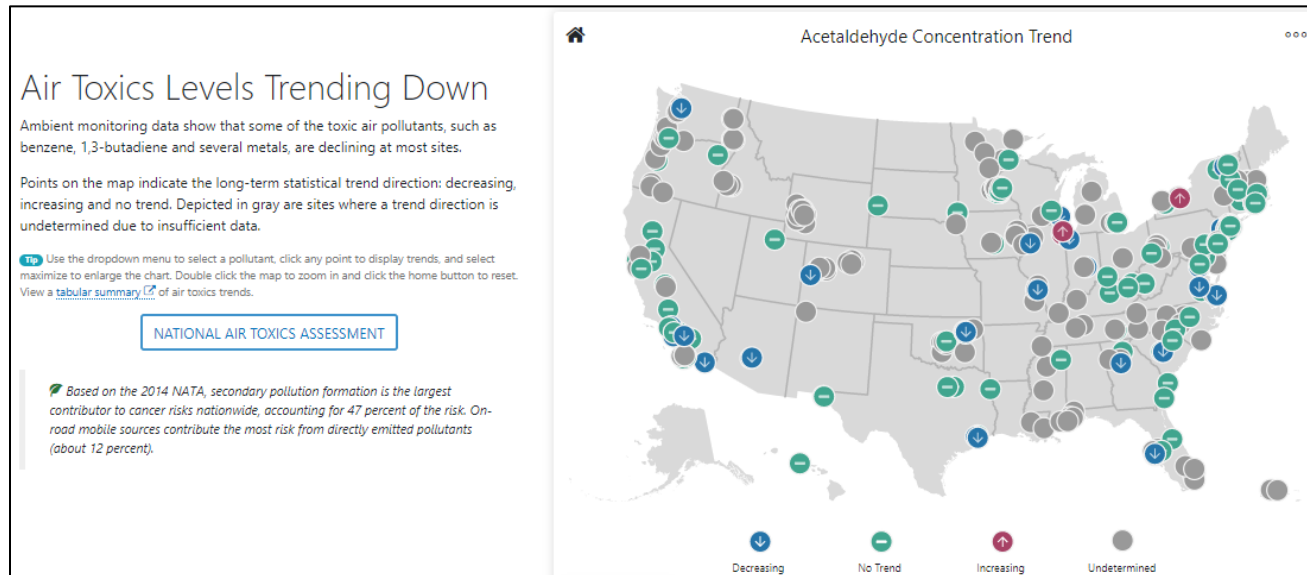 Acetaldehyde Concentration Trend
Air Toxics Levels Trending Down
Ambient monitoring data show that some of the toxic air pollutants, such as
benzene, 1,3-butadiene and several metals, are declining at most sites.
Points on the map indicate the long-term statistical trend direction: decreasing,
increasing and no trend. Depicted in gray are sites where a trend direction is
undetermined due to insufficient data.
Tip Use the dropdown menu to select a pollutant, click any point to display trends, and select
maximize to enlarge the chart. Double click the map to zoom in and click the home button to reset.
View a tabular summary of air toxics trends.
NATIONAL AIR TOXICS ASSESSMENT
Based on the 2014 NATA, secondary pollution formation is the largest
contributor to cancer risks nationwide, accounting for 47 percent of the risk. On-
road mobile sources contribute the most risk from directly emitted pollutants
(about 12 percent).
Decreasing
No Trend
Increasing
Undetermined